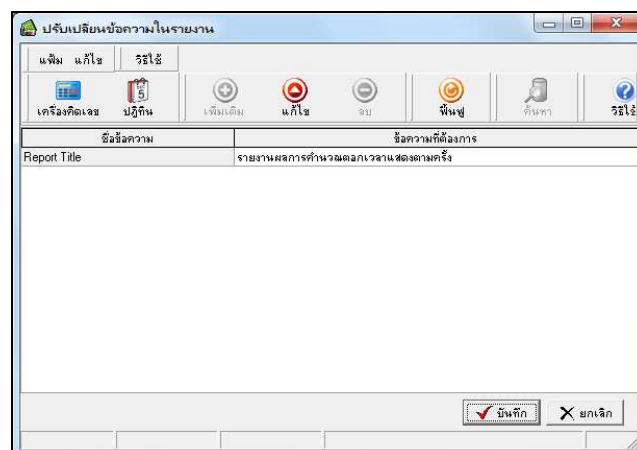 ปรับเปลี่ยนข้อความในรายงาน
แฟ้ม แก้ไข วิธีใช้
เครื่องคิดเลข ปฏิทิน เพิ่มเติม แก้ไข ลบ ฟื้นฟู ค้นหา วิธีใช้
ชื่อข้อความ ข้อความที่ต้องการ
Report Title รายงานผลการคำนวณตอกเวลาแสดงตามครั้ง
บันทึก ยกเลิก